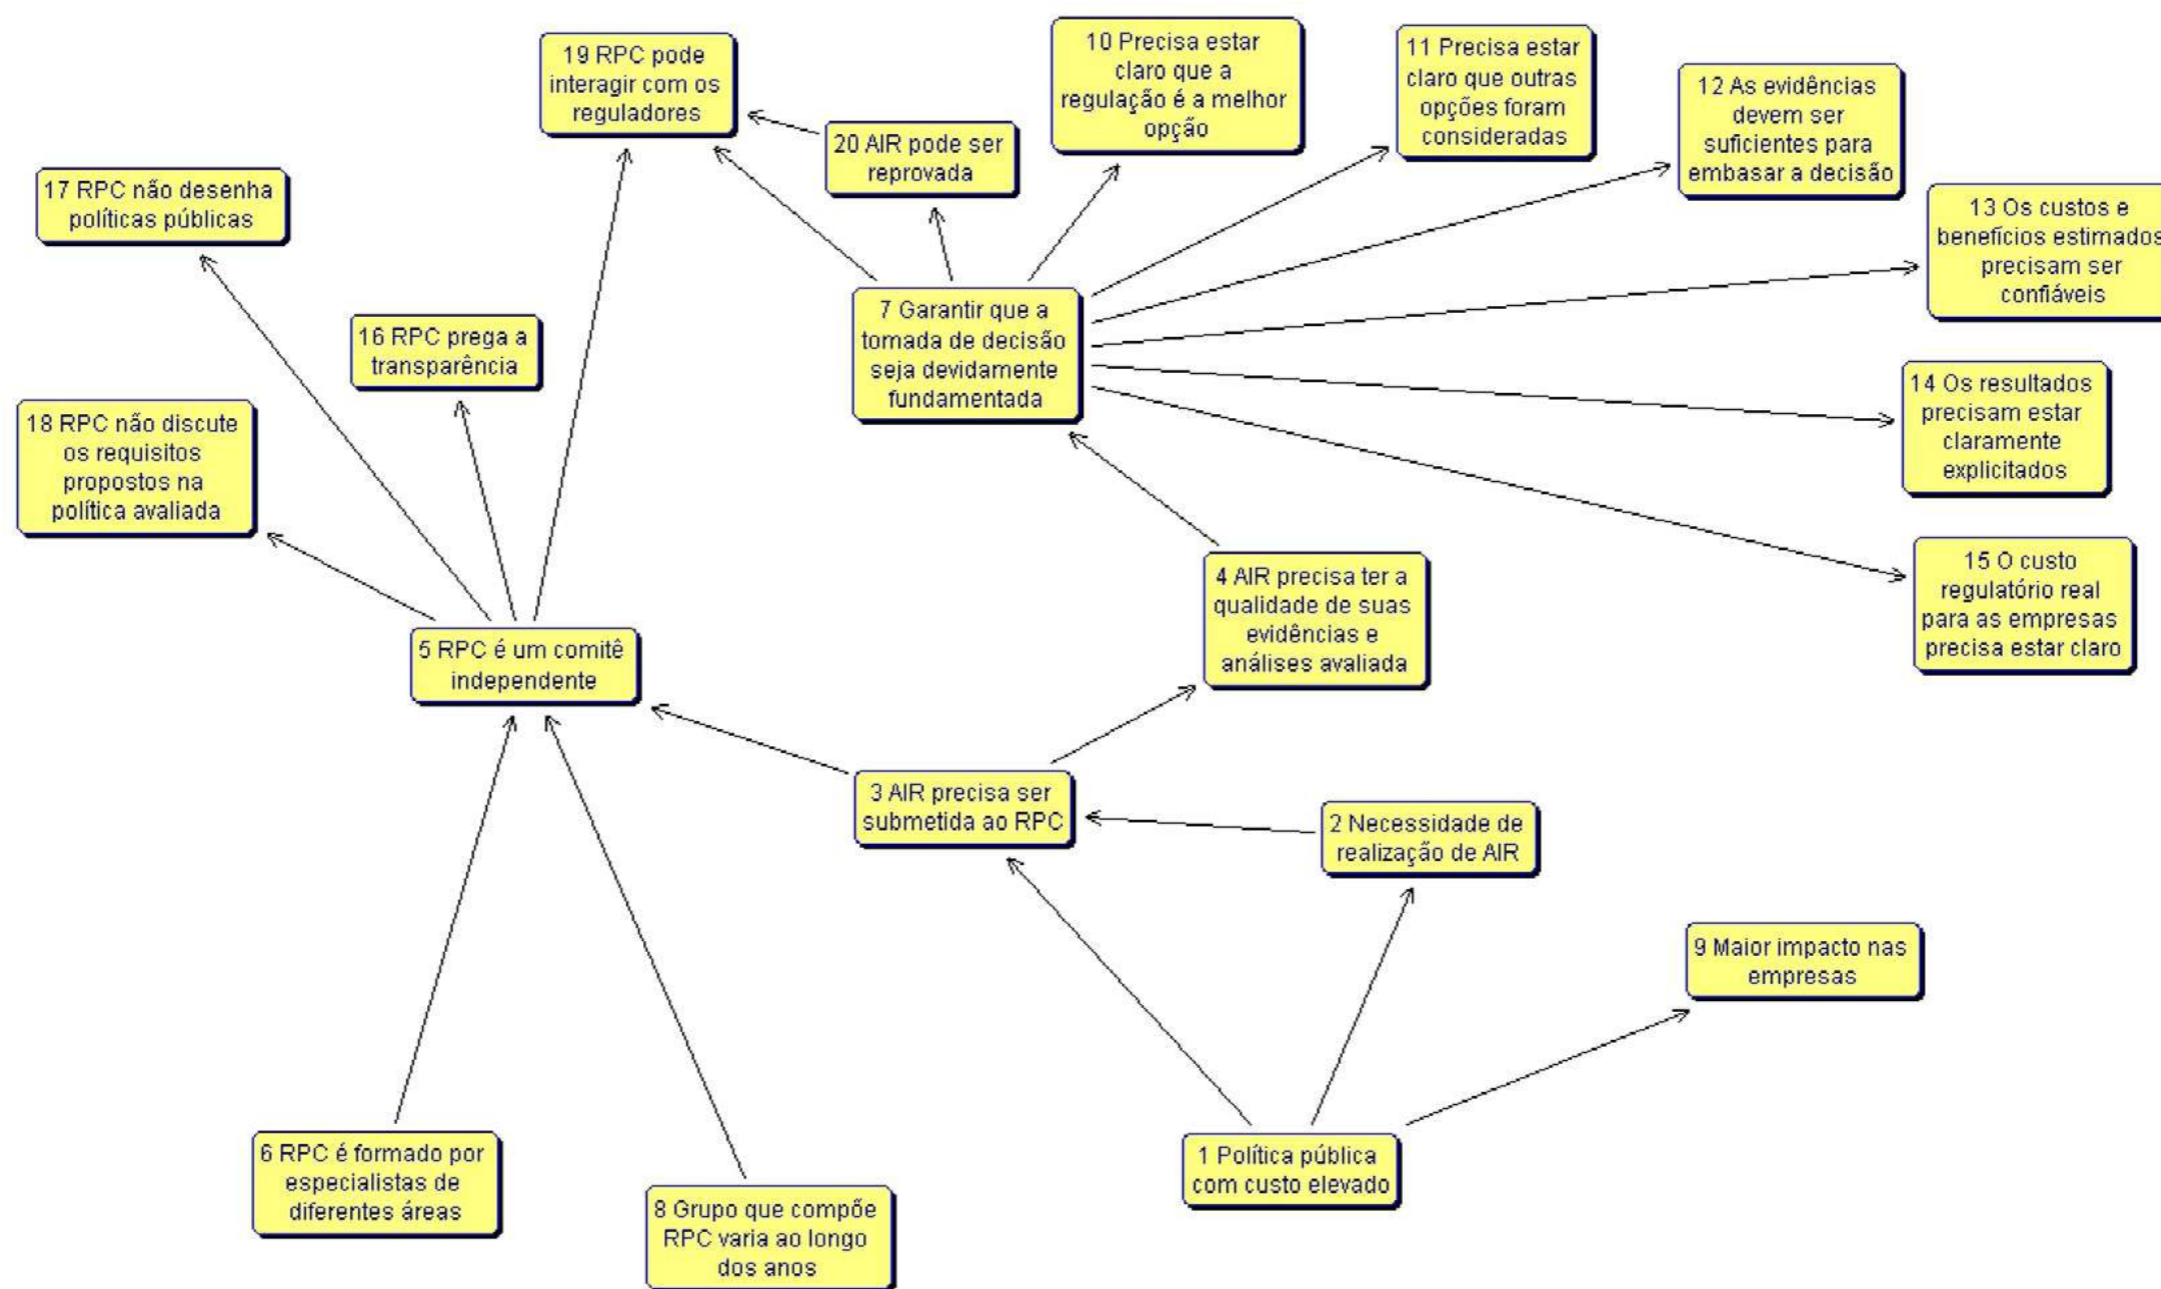 19 RPC pode
interagir com os
reguladores
10 Precisa estar
claro que a
regulação é a melhor
opção
11 Precisa estar
claro que outras
opções foram
consideradas
12 As evidências
devem ser
suficientes para
embasar a decisão
20 AIR pode ser
reprovada
17 RPC não desenha
políticas públicas
13 Os custos e
benefícios estimados
precisam ser
confiáveis
16 RPC prega a
transparência
7 Garantir que a
tomada de decisão
seja devidamente
fundamentada
14 Os resultados
precisam estar
claramente
explicitados
18 RPC não discute
os requisitos
propostos na
política avaliada
15 O custo
regulatório real
para as empresas
precisa estar claro
4 AIR precisa ter a
qualidade de suas
evidências e
análises avaliada
5 RPC é um comitê
independente
3 AIR precisa ser
submetida ao RPC
2 Necessidade de
realização de AIR
9 Maior impacto nas
empresas
6 RPC é formado por
especialistas de
diferentes áreas
8 Grupo que compõe
RPC varia ao longo
dos anos
1 Política pública
com custo elevado